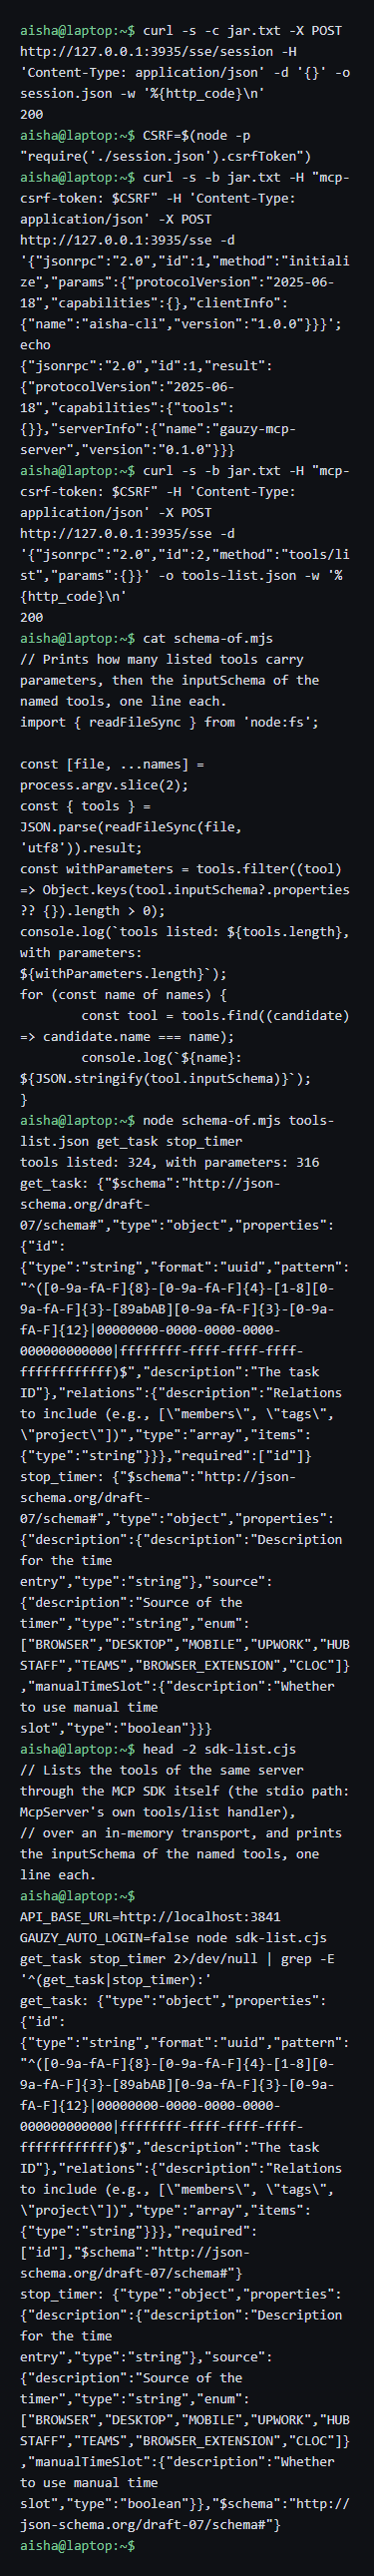 aisha@laptop:~$ curl -s -c jar.txt -X POST
http://127.0.0.1:3935/sse/session -H
'Content-Type: application/json' -d '{}' -o
session.json -w '%{http_code}\n'
200
aisha@laptop:~$ CSRF=$(node -p
"require('./session.json').csrfToken")
aisha@laptop:~$ curl -s -b jar.txt -H "mcp-
csrf-token: $CSRF" -H 'Content-Type:
application/json' -X POST
http://127.0.0.1:3935/sse -d
'{"jsonrpc":"2.0","id":1,"method":"initiali
ze","params":{"protocolVersion":"2025-06-
18","capabilities":{},"clientInfo":
{"name":"aisha-cli","version":"1.0.0"}}}';
echo
{"jsonrpc":"2.0","id":1,"result":
{"protocolVersion":"2025-06-
18","capabilities":{"tools":
{}},"serverInfo":{"name":"gauzy-mcp-
server","version":"0.1.0"}}}
aisha@laptop:~$ curl -s -b jar.txt -H "mcp-
csrf-token: $CSRF" -H 'Content-Type:
application/json' -X POST
http://127.0.0.1:3935/sse -d
'{"jsonrpc":"2.0","id":2,"method":"tools/li
st","params":{}}' -o tools-list.json -w '%
{http_code}\n'
200
aisha@laptop:~$ cat schema-of.mjs
// Prints how many listed tools carry
parameters, then the inputSchema of the
named tools, one line each.
import { readFileSync } from 'node:fs';

const [file, ...names] =
process.argv.slice(2);
const { tools } =
JSON.parse(readFileSync(file,
'utf8')).result;
const withParameters = tools.filter((tool)
=> Object.keys(tool.inputSchema?.properties
?? {}).length > 0);
console.log(`tools listed: ${tools.length},
with parameters:
${withParameters.length}`);
for (const name of names) {
        const tool = tools.find((candidate)
=> candidate.name === name);
        console.log(`${name}:
${JSON.stringify(tool.inputSchema)}`);
}
aisha@laptop:~$ node schema-of.mjs tools-
list.json get_task stop_timer
tools listed: 324, with parameters: 316
get_task: {"$schema":"http://json-
schema.org/draft-
07/schema#","type":"object","properties":
{"id":
{"type":"string","format":"uuid","pattern":
"^([0-9a-fA-F]{8}-[0-9a-fA-F]{4}-[1-8][0-
9a-fA-F]{3}-[89abAB][0-9a-fA-F]{3}-[0-9a-
fA-F]{12}|00000000-0000-0000-0000-
000000000000|ffffffff-ffff-ffff-ffff-
ffffffffffff)$","description":"The task
ID"},"relations":{"description":"Relations
to include (e.g., [\"members\", \"tags\",
\"project\"])","type":"array","items":
{"type":"string"}}},"required":["id"]}
stop_timer: {"$schema":"http://json-
schema.org/draft-
07/schema#","type":"object","properties":
{"description":{"description":"Description
for the time
entry","type":"string"},"source":
{"description":"Source of the
timer","type":"string","enum":
["BROWSER","DESKTOP","MOBILE","UPWORK","HUB
STAFF","TEAMS","BROWSER_EXTENSION","CLOC"]}
,"manualTimeSlot":{"description":"Whether
to use manual time
slot","type":"boolean"}}}
aisha@laptop:~$ head -2 sdk-list.cjs
// Lists the tools of the same server
through the MCP SDK itself (the stdio path:
McpServer's own tools/list handler),
// over an in-memory transport, and prints
the inputSchema of the named tools, one
line each.
aisha@laptop:~$
API_BASE_URL=http://localhost:3841
GAUZY_AUTO_LOGIN=false node sdk-list.cjs
get_task stop_timer 2>/dev/null | grep -E
'^(get_task|stop_timer):'
get_task: {"type":"object","properties":
{"id":
{"type":"string","format":"uuid","pattern":
"^([0-9a-fA-F]{8}-[0-9a-fA-F]{4}-[1-8][0-
9a-fA-F]{3}-[89abAB][0-9a-fA-F]{3}-[0-9a-
fA-F]{12}|00000000-0000-0000-0000-
000000000000|ffffffff-ffff-ffff-ffff-
ffffffffffff)$","description":"The task
ID"},"relations":{"description":"Relations
to include (e.g., [\"members\", \"tags\",
\"project\"])","type":"array","items":
{"type":"string"}}},"required":
["id"],"$schema":"http://json-
schema.org/draft-07/schema#"}
stop_timer: {"type":"object","properties":
{"description":{"description":"Description
for the time
entry","type":"string"},"source":
{"description":"Source of the
timer","type":"string","enum":
["BROWSER","DESKTOP","MOBILE","UPWORK","HUB
STAFF","TEAMS","BROWSER_EXTENSION","CLOC"]}
,"manualTimeSlot":{"description":"Whether
to use manual time
slot","type":"boolean"}},"$schema":"http://
json-schema.org/draft-07/schema#"}
aisha@laptop:~$